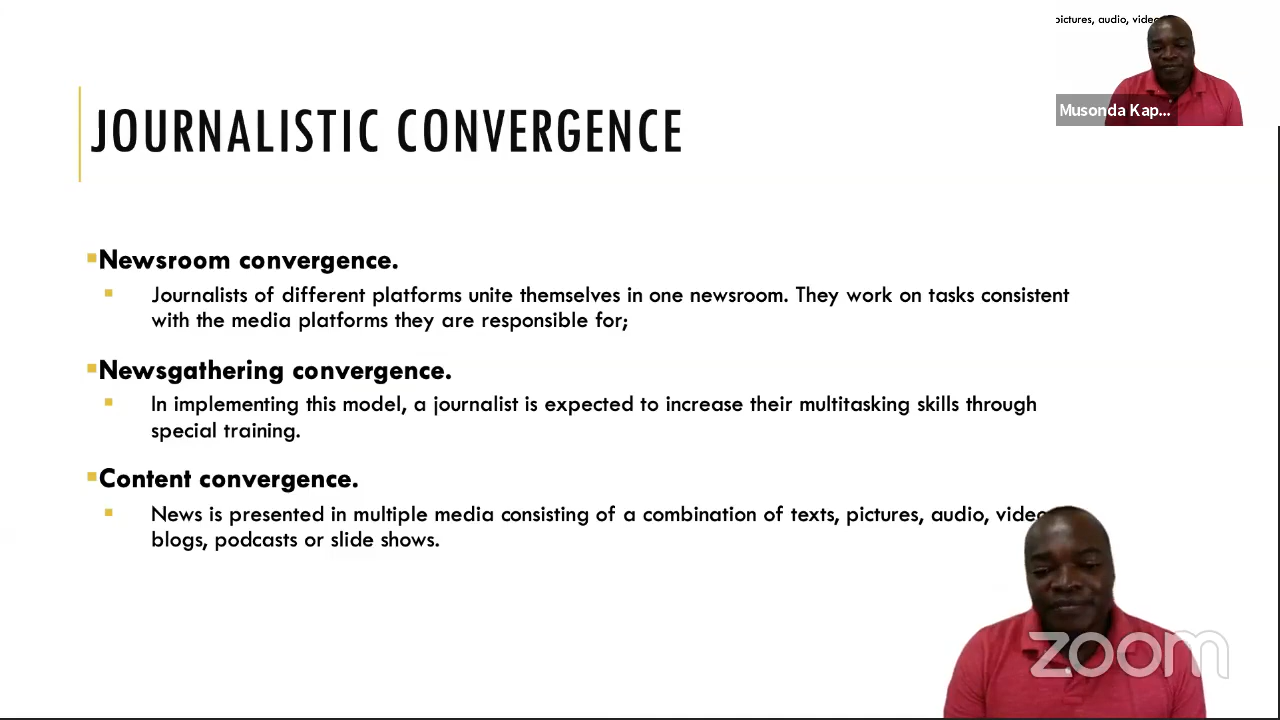 pictures, audio, video
Musonda Kap...
JOURNALISTIC CONVERGENCE
Newsroom convergence.
Journalists of different platforms unite themselves in one newsroom. They work on tasks consistent
with the media platforms they are responsible for;
Newsgathering convergence.
In implementing this model, a journalist is expected to increase their multitasking skills through
special training.
Content convergence.
News is presented in multiple media consisting of a combination of texts, pictures, audio, video
blogs, podcasts or slide shows.
zoom